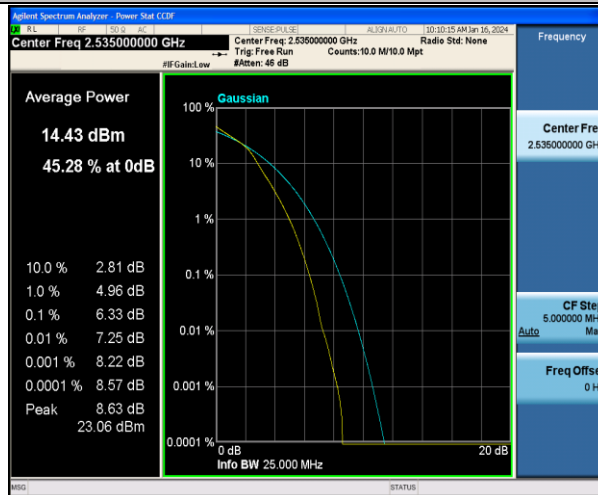 Agilent Spectrum Analyzer - Power Stat CCDF
RL RF 50 Ω AC SENSE:PULSE ALIGNAUTO 10:10:15 AM Jan 16, 2024
Center Freq 2.535000000 GHz
Center Freq: 2.535000000 GHz Radio Std: None
Trig: Free Run Counts:10.0 M/10.0 Mpt
#IFGain:Low #Atten: 46 dB
Frequency
Average Power
14.43 dBm
45.28 % at 0dB
10.0 % 2.81 dB
1.0 % 4.96 dB
0.1 % 6.33 dB
0.01 % 7.25 dB
0.001 % 8.22 dB
0.0001 % 8.57 dB
Peak 8.63 dB
23.06 dBm
Gaussian
100 %
10 %
1 %
0.1 %
0.01 %
0.001 %
0.0001 %
0 dB 20 dB
Info BW 25.000 MHz
Center Fre
2.535000000 GH
CF Ste
5.000000 MH
Auto Ma
Freq Offse
0 H
MSG STATUS